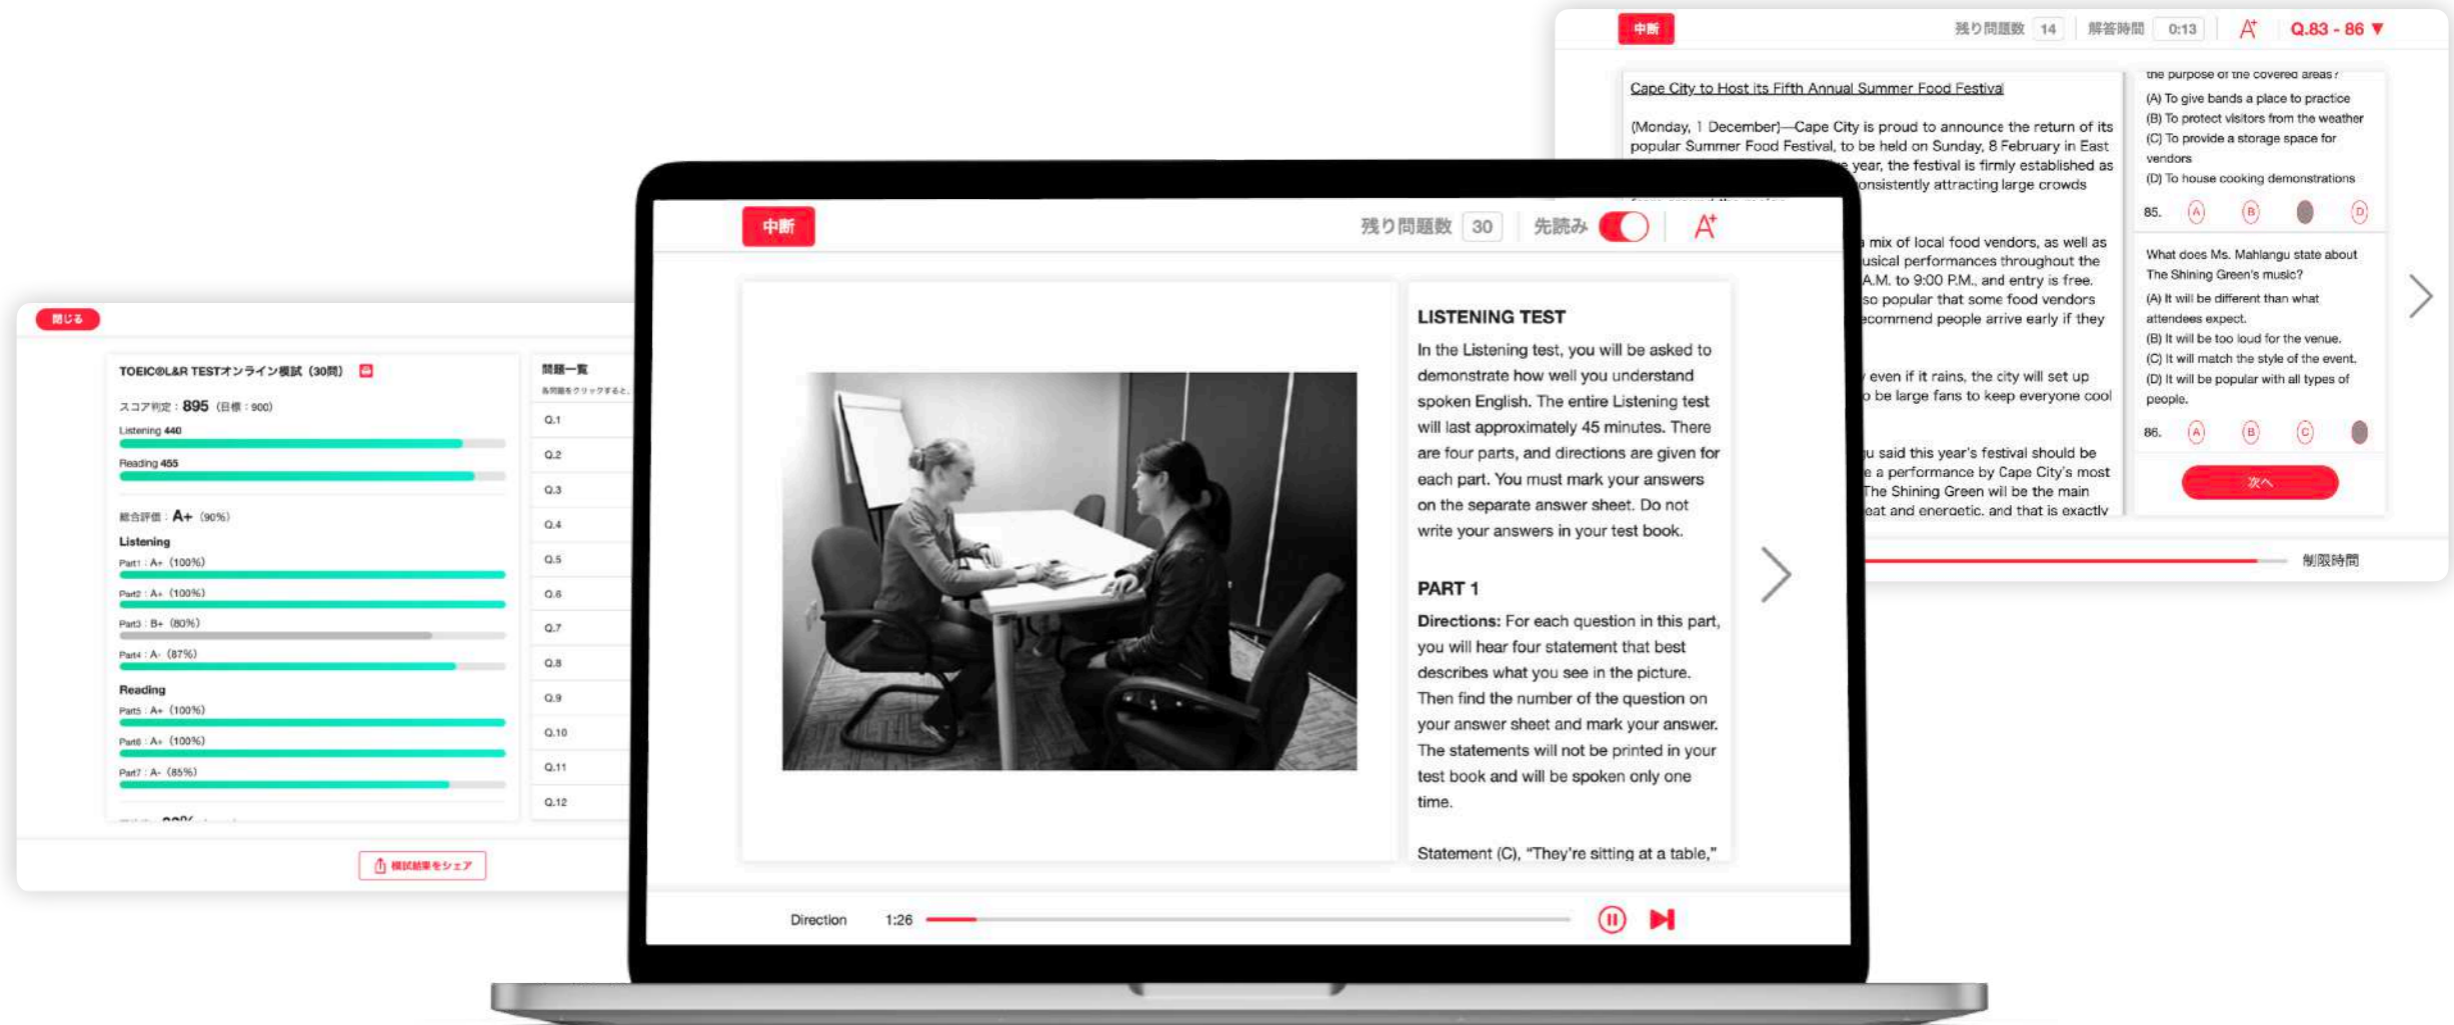 閉じる
TOEIC®L&R TESTオンライン模試（30問）
スコア判定：895（目標：900）
Listening 440
Reading 455
総合評価：A+（90%）
Listening
Part1：A+（100%）
Part2：A+（100%）
Part3：B+（80%）
Part4：A-（87%）
Reading
Part5：A+（100%）
Part6：A+（100%）
Part7：A-（85%）
問題一覧
各問題をクリックすると、
Q.1
Q.2
Q.3
Q.4
Q.5
Q.6
Q.7
Q.8
Q.9
Q.10
Q.11
Q.12
模試結果をシェア
中断
残り問題数 30
先読み
A+
LISTENING TEST
In the Listening test, you will be asked to
demonstrate how well you understand
spoken English. The entire Listening test
will last approximately 45 minutes. There
are four parts, and directions are given for
each part. You must mark your answers
on the separate answer sheet. Do not
write your answers in your test book.
PART 1
Directions: For each question in this part,
you will hear four statement that best
describes what you see in the picture.
Then find the number of the question on
your answer sheet and mark your answer.
The statements will not be printed in your
test book and will be spoken only one
time.
Statement (C), “They’re sitting at a table,”
Direction 1:26
中断
残り問題数 14
解答時間 0:13
A+
Q.83 - 86 ▼
Cape City to Host its Fifth Annual Summer Food Festival
(Monday, 1 December)—Cape City is proud to announce the return of its
popular Summer Food Festival, to be held on Sunday, 8 February in East
year, the festival is firmly established as
onsistently attracting large crowds
mix of local food vendors, as well as
usical performances throughout the
A.M. to 9:00 P.M., and entry is free.
so popular that some food vendors
ecommend people arrive early if they
even if it rains, the city will set up
o be large fans to keep everyone cool
u said this year's festival should be
e a performance by Cape City's most
The Shining Green will be the main
eat and energetic, and that is exactly
the purpose of the covered areas?
(A) To give bands a place to practice
(B) To protect visitors from the weather
(C) To provide a storage space for
vendors
(D) To house cooking demonstrations
85. A B D
What does Ms. Mahlangu state about
The Shining Green's music?
(A) It will be different than what
attendees expect.
(B) It will be too loud for the venue.
(C) It will match the style of the event.
(D) It will be popular with all types of
people.
86. A B C
次へ
制限時間